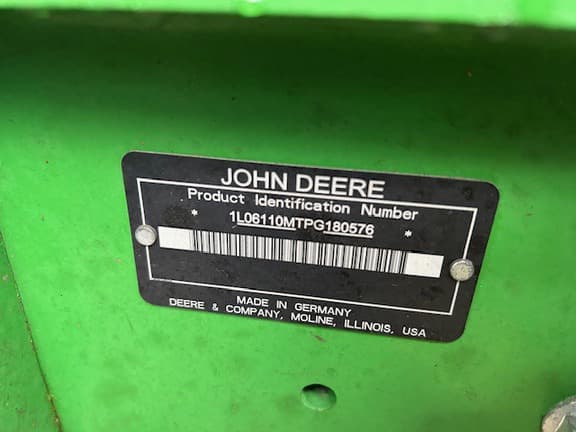 JOHN DEERE
Product Identification Number
* 1L06110MTPG180576 *
MADE IN GERMANY
DEERE & COMPANY, MOLINE, ILLINOIS, USA